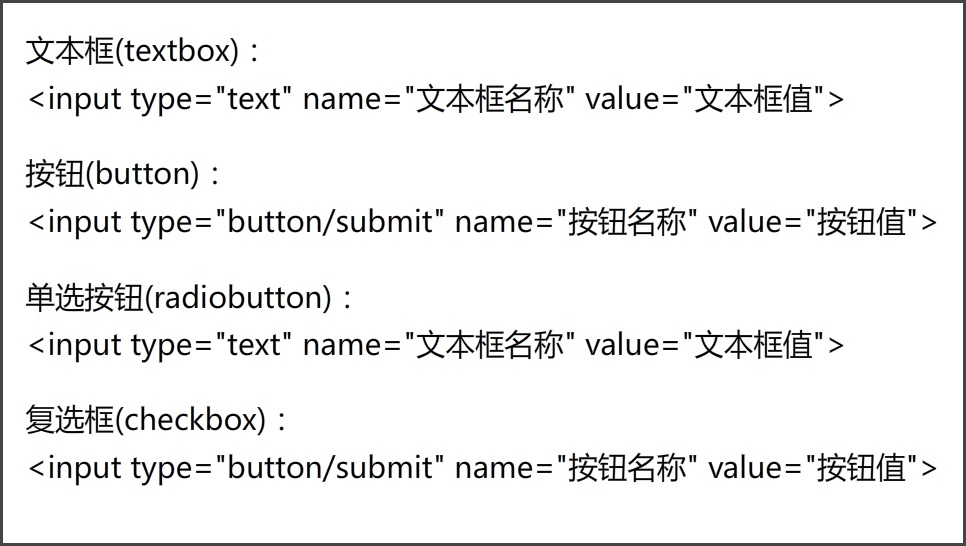 文本框(textbox)：
<input type="text" name="文本框名称" value="文本框值">
按钮(button)：
<input type="button/submit" name="按钮名称" value="按钮值">
单选按钮(radiobutton)：
<input type="text" name="文本框名称" value="文本框值">
复选框(checkbox)：
<input type="button/submit" name="按钮名称" value="按钮值">